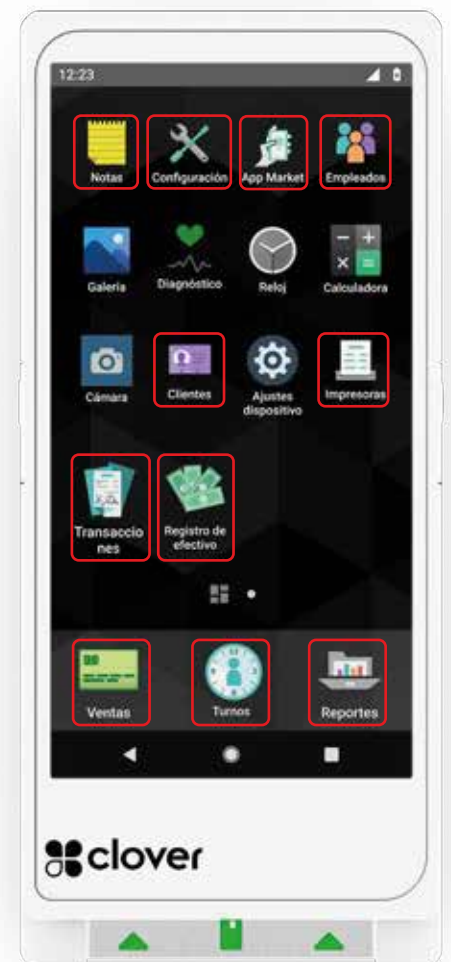 12:23
Notas
Configuración
App Market
Empleados
Galería
Diagnóstico
Reloj
Calculadora
Cámara
Clientes
Ajustes
dispositivo
Impresoras
Transaccio
nes
Registro de
efectivo
Ventas
Turnos
Reportes
clover